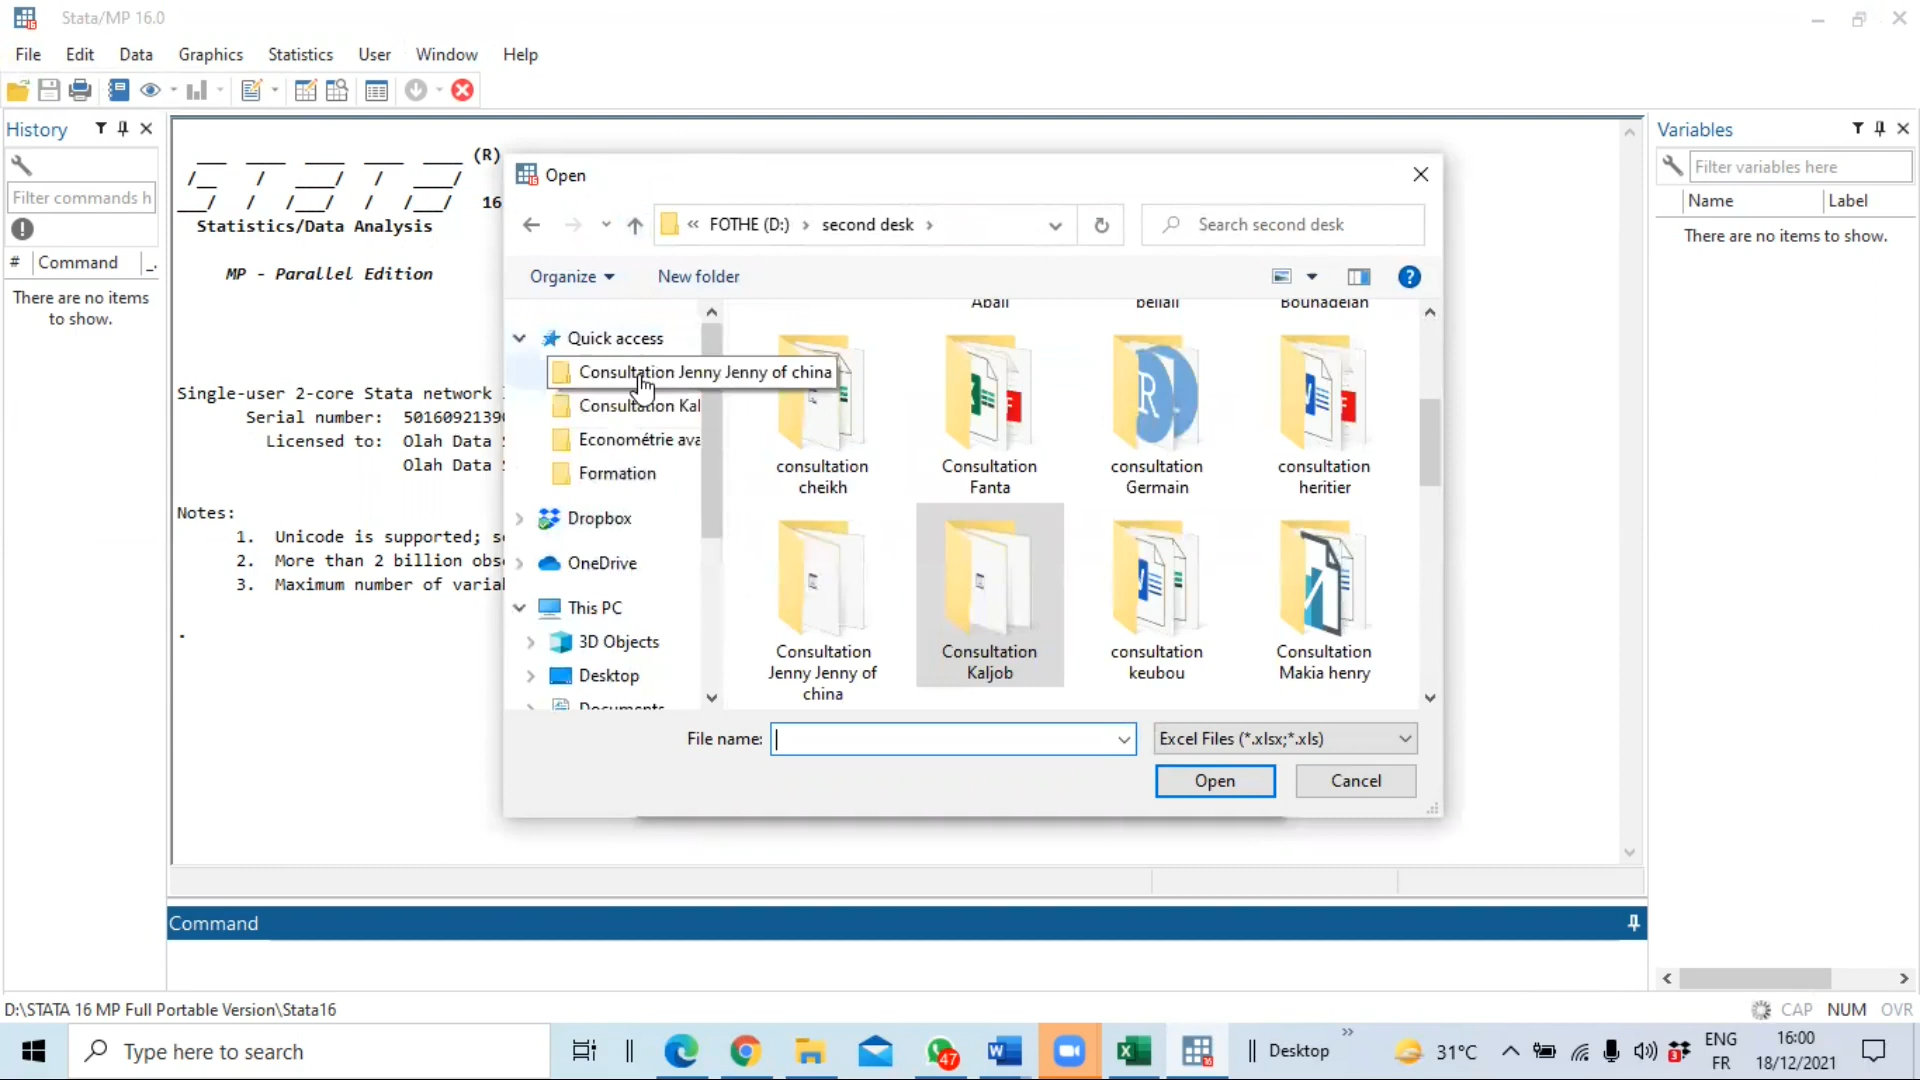 Stata/MP 16.0
File Edit Data Graphics Statistics User Window Help
History
Filter commands h
# Command
There are no items
to show.
(R)
16
Statistics/Data Analysis
MP - Parallel Edition
Single-user 2-core Stata network
Serial number: 5016092139
Licensed to: Olah Data
Olah Data
Notes:
1. Unicode is supported;
2. More than 2 billion obs
3. Maximum number of
.
Open
« FOTHE (D:) › second desk ›
Search second desk
Organize
New folder
Quick access
Consultation Jenny Jenny of china
Consultation Kal
Econométrie ava
Formation
Dropbox
OneDrive
This PC
3D Objects
Desktop
Documents
Abali
bellali
Bounadelah
consultation
cheikh
Consultation
Fanta
consultation
Germain
consultation
heritier
Consultation
Jenny Jenny of
china
Consultation
Kaljob
consultation
keubou
Consultation
Makia henry
File name:
Excel Files (*.xlsx;*.xls)
Open
Cancel
Variables
Filter variables here
Name Label
There are no items to show.
Command
D:\STATA 16 MP Full Portable Version\Stata16
CAP NUM OVR
Type here to search
47
Desktop
31°C
3
ENG
FR
16:00
18/12/2021